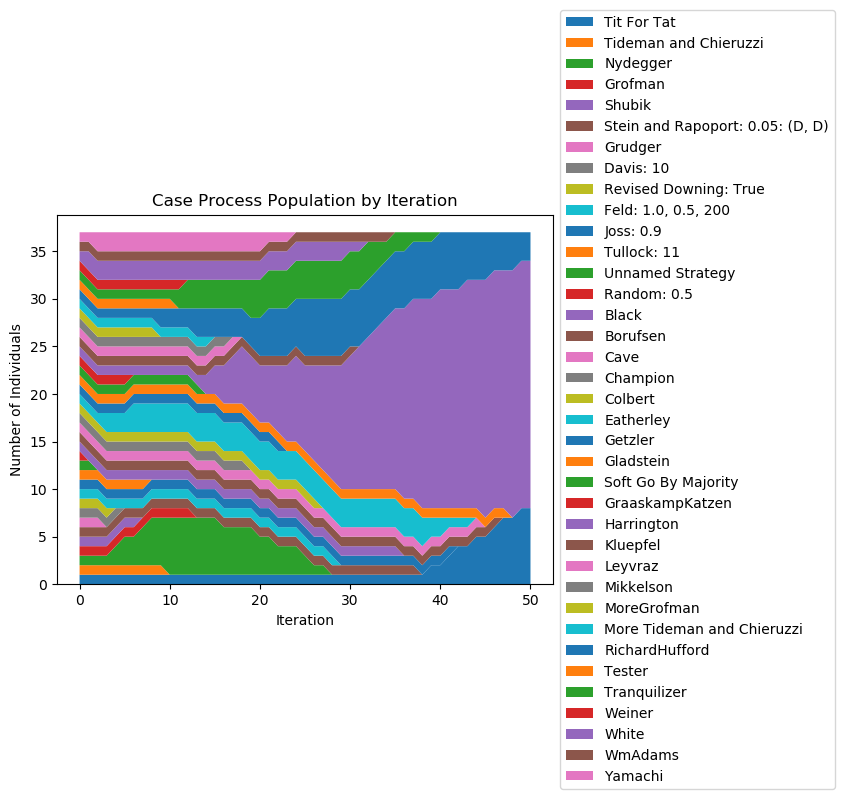 Case Process Population by Iteration
Number of Individuals
35
30
25
20
15
10
5
0
0 10 20 30 40 50
Iteration
Tit For Tat
Tideman and Chieruzzi
Nydegger
Grofman
Shubik
Stein and Rapoport: 0.05: (D, D)
Grudger
Davis: 10
Revised Downing: True
Feld: 1.0, 0.5, 200
Joss: 0.9
Tullock: 11
Unnamed Strategy
Random: 0.5
Black
Borufsen
Cave
Champion
Colbert
Eatherley
Getzler
Gladstein
Soft Go By Majority
GraaskampKatzen
Harrington
Kluepfel
Leyvraz
Mikkelson
MoreGrofman
More Tideman and Chieruzzi
RichardHufford
Tester
Tranquilizer
Weiner
White
WmAdams
Yamachi